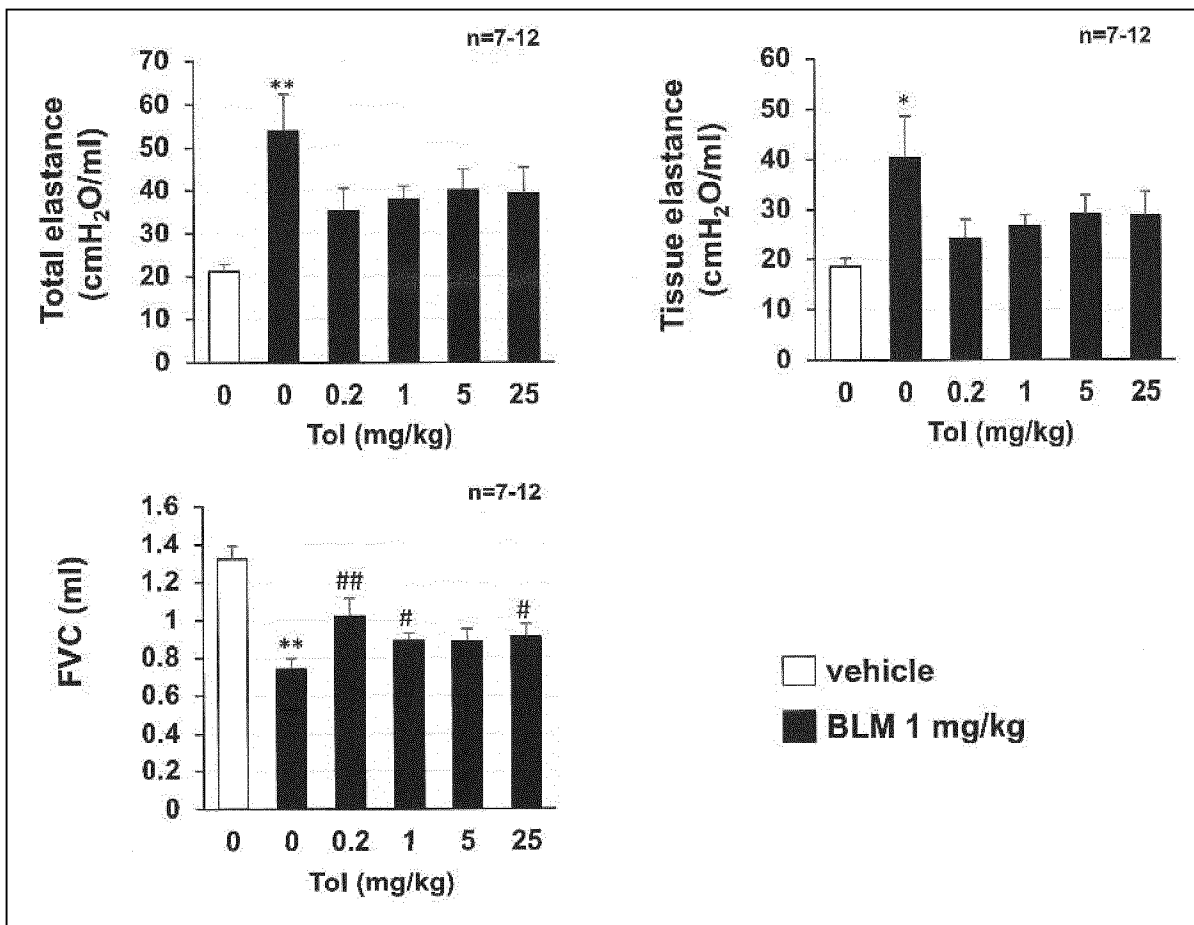 n=7-12
Total elastance
(cmH₂O/ml)
70
60
50
40
30
20
10
0
**
0 0 0.2 1 5 25
Tol (mg/kg)
n=7-12
Tissue elastance
(cmH₂O/ml)
60
50
40
30
20
10
0
*
0 0 0.2 1 5 25
Tol (mg/kg)
n=7-12
FVC (ml)
1.6
1.4
1.2
1
0.8
0.6
0.4
0.2
0
** ## # #
0 0 0.2 1 5 25
Tol (mg/kg)
vehicle
BLM 1 mg/kg